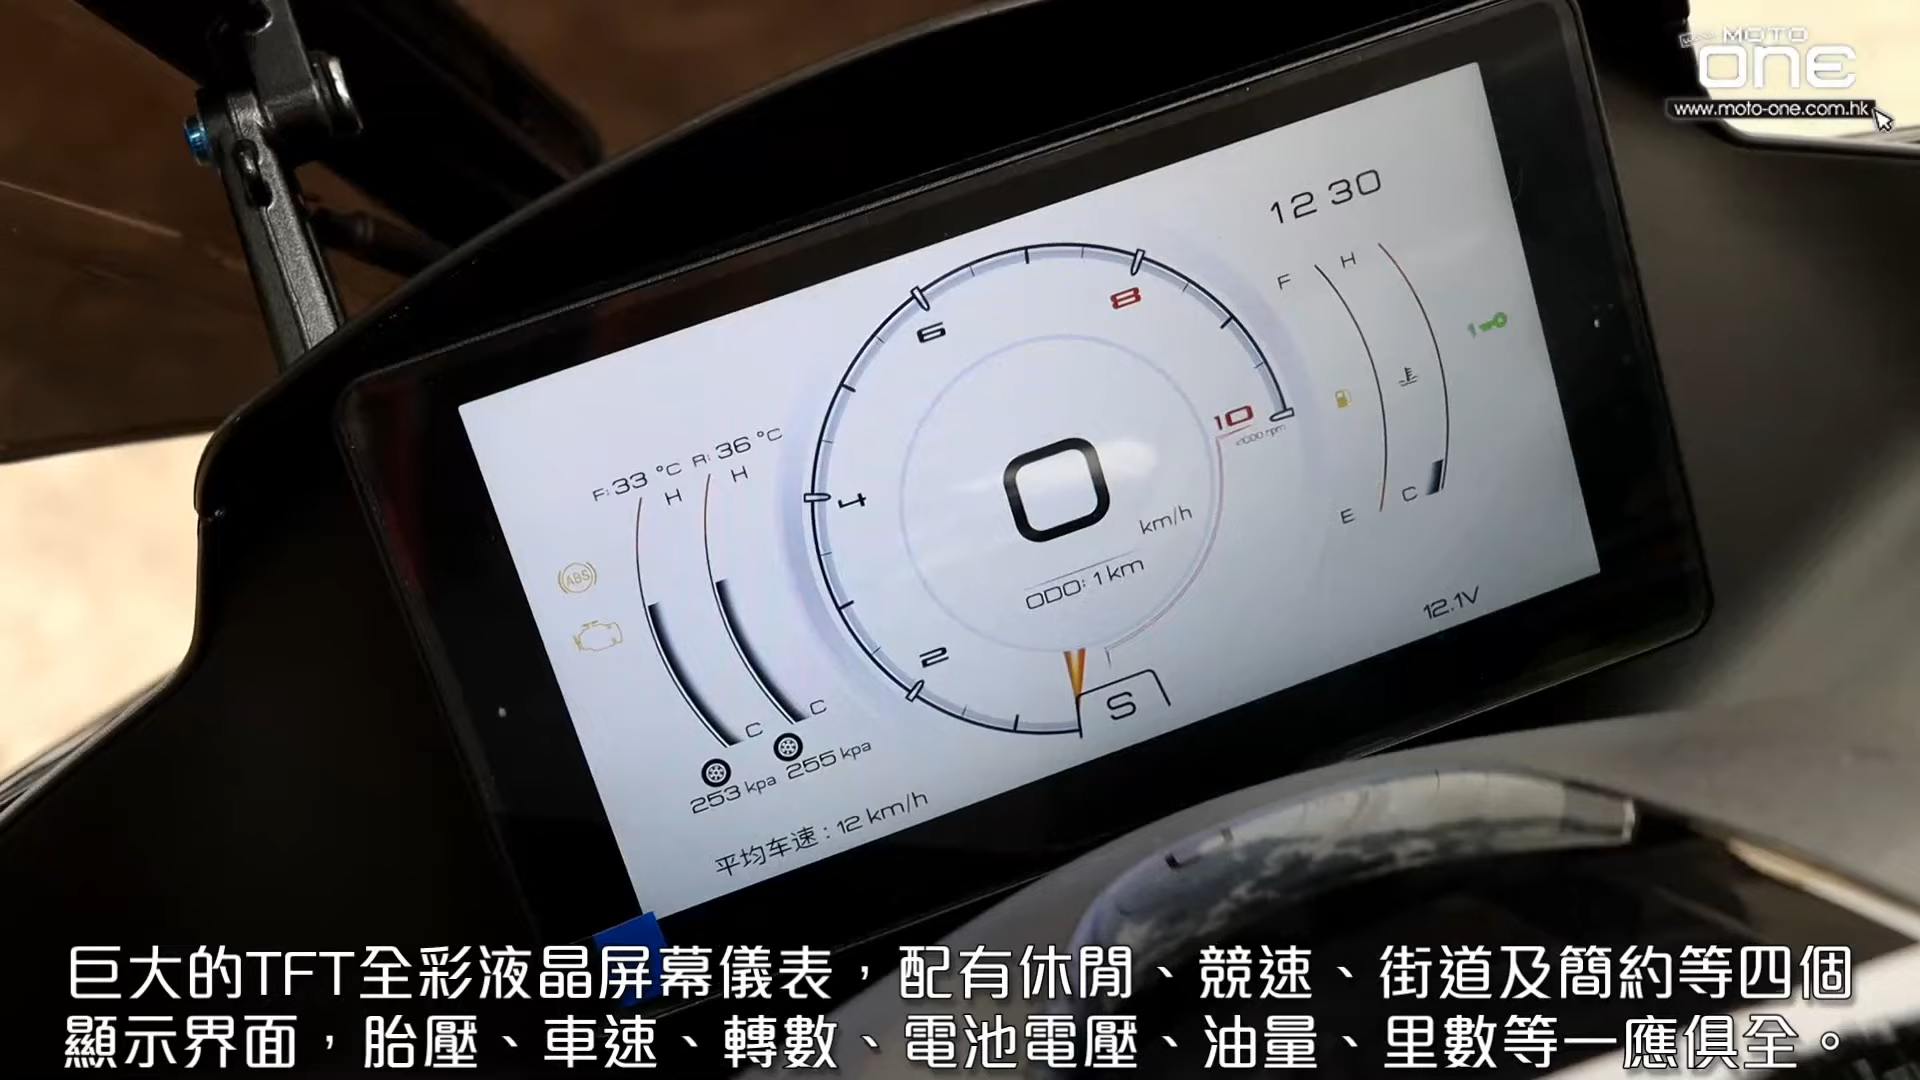 MOTO
one
www.moto-one.com.hk
12 30
F H
8
6
1
10
×1000 rpm
F: 33 °C R: 36 °C
H H
4
0
km/h
E C
ABS
ODO: 1 km
12.1V
2
S
C C
253 kpa 255 kpa
平均车速 : 12 km/h
巨大的TFT全彩液晶屏幕儀表，配有休閒、競速、街道及簡約等四個
顯示界面，胎壓、車速、轉數、電池電壓、油量、里數等一應俱全。